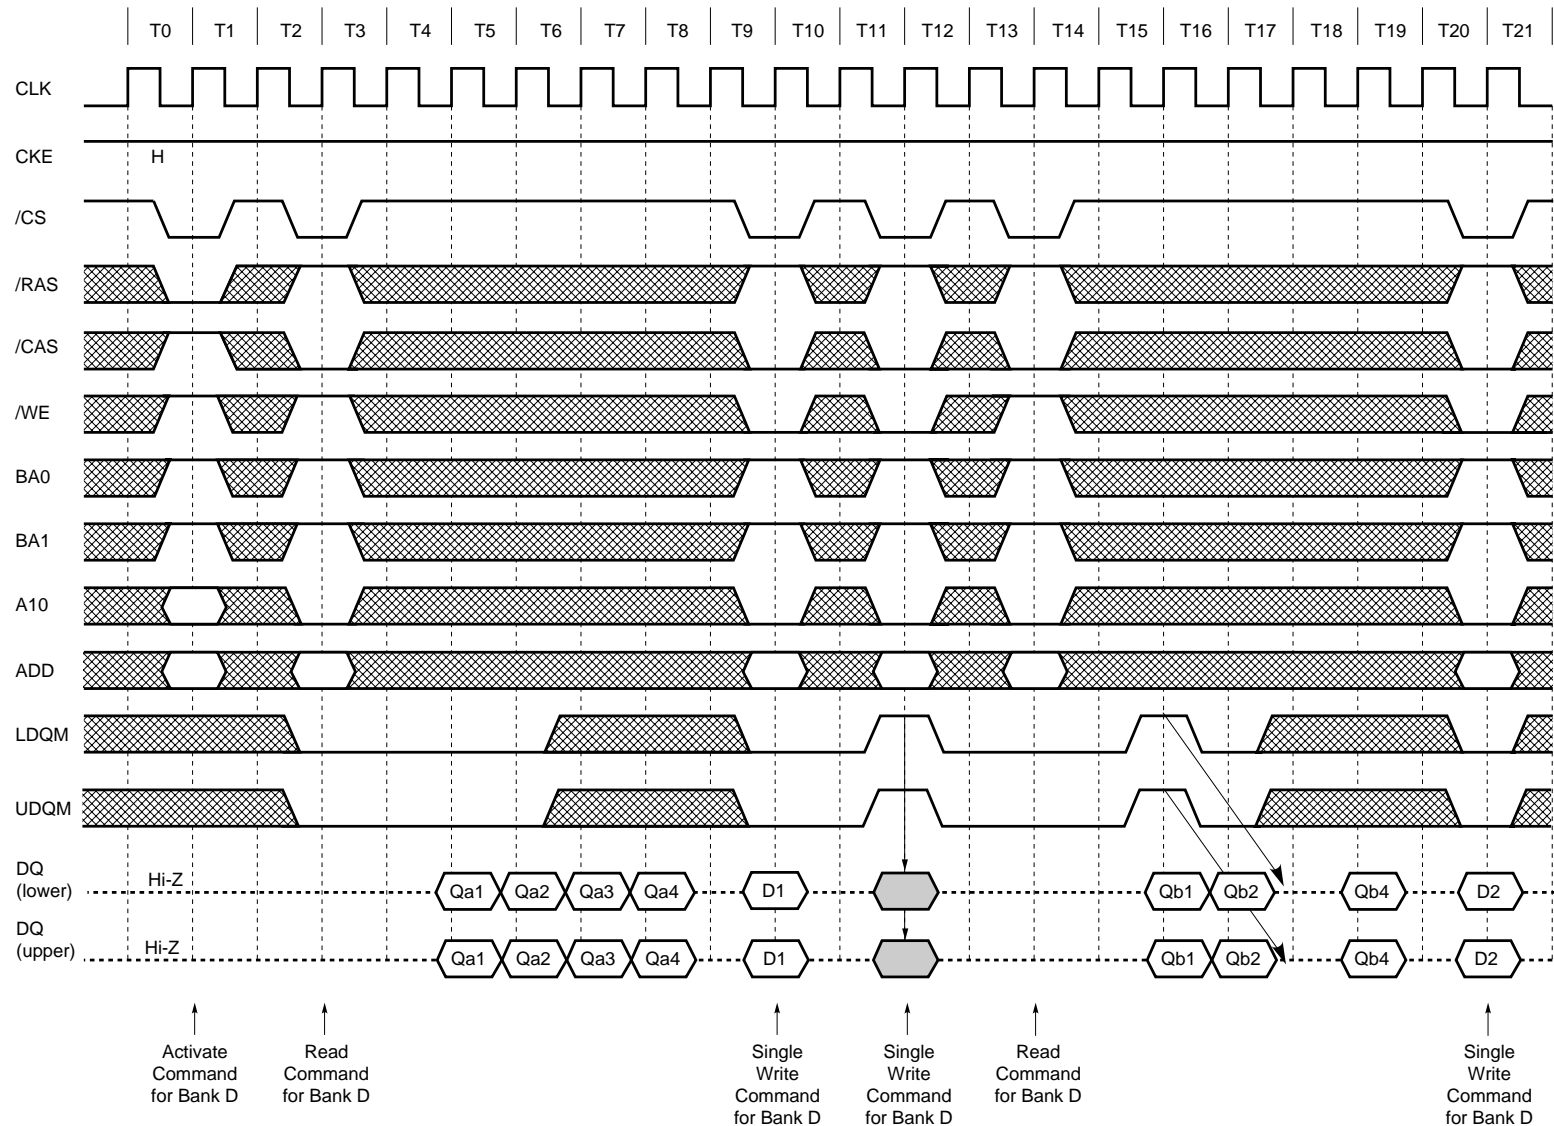 T0 T1 T2 T3 T4 T5 T6 T7 T8 T9 T10 T11 T12 T13 T14 T15 T16 T17 T18 T19 T20 T21
CLK
CKE H
/CS
/RAS
/CAS
/WE
BA0
BA1
A10
ADD
LDQM
UDQM
DQ
(lower)
Hi-Z Qa1 Qa2 Qa3 Qa4 D1 Qb1 Qb2 Qb4 D2
DQ
(upper)
Hi-Z Qa1 Qa2 Qa3 Qa4 D1 Qb1 Qb2 Qb4 D2
Activate
Command
for Bank D
Read
Command
for Bank D
Single
Write
Command
for Bank D
Single
Write
Command
for Bank D
Read
Command
for Bank D
Single
Write
Command
for Bank D